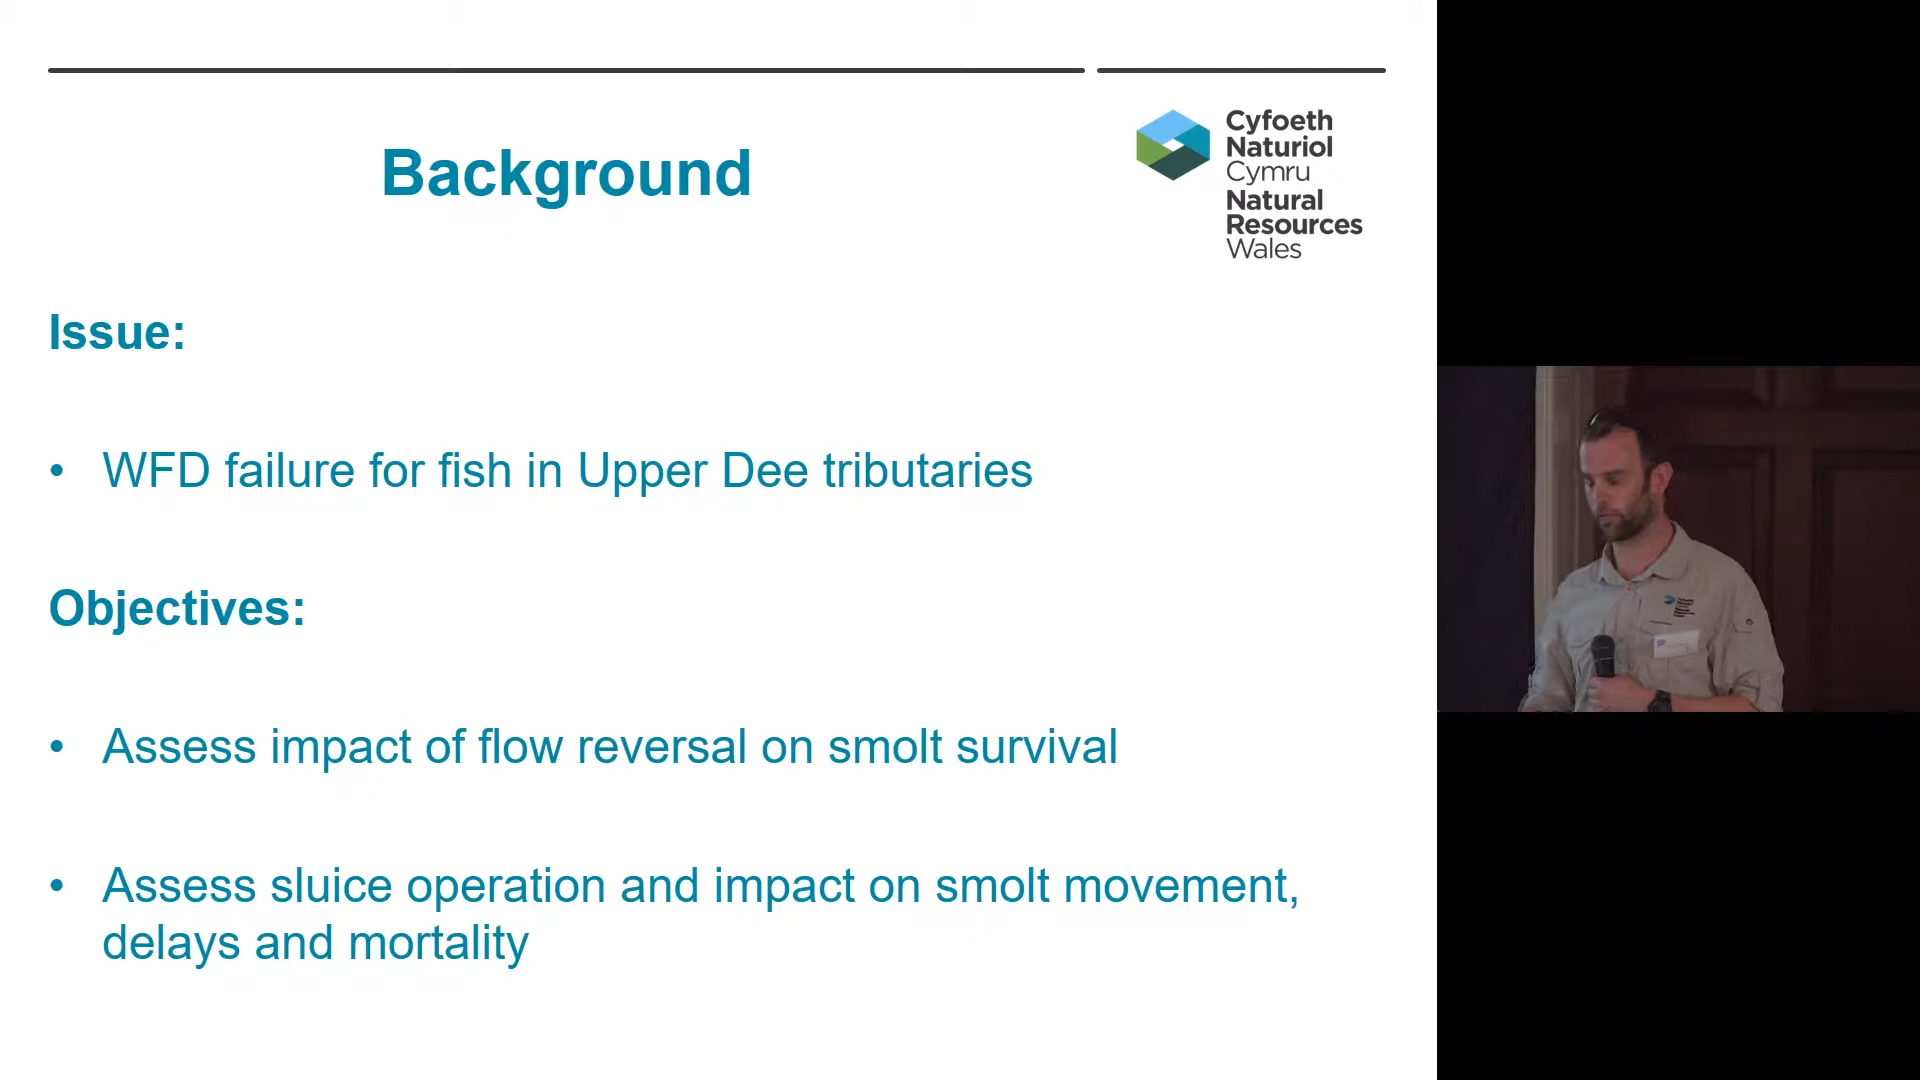 Background
Cyfoeth
Naturiol
Cymru
Natural
Resources
Wales
Issue:
• WFD failure for fish in Upper Dee tributaries
Objectives:
• Assess impact of flow reversal on smolt survival
• Assess sluice operation and impact on smolt movement,
delays and mortality